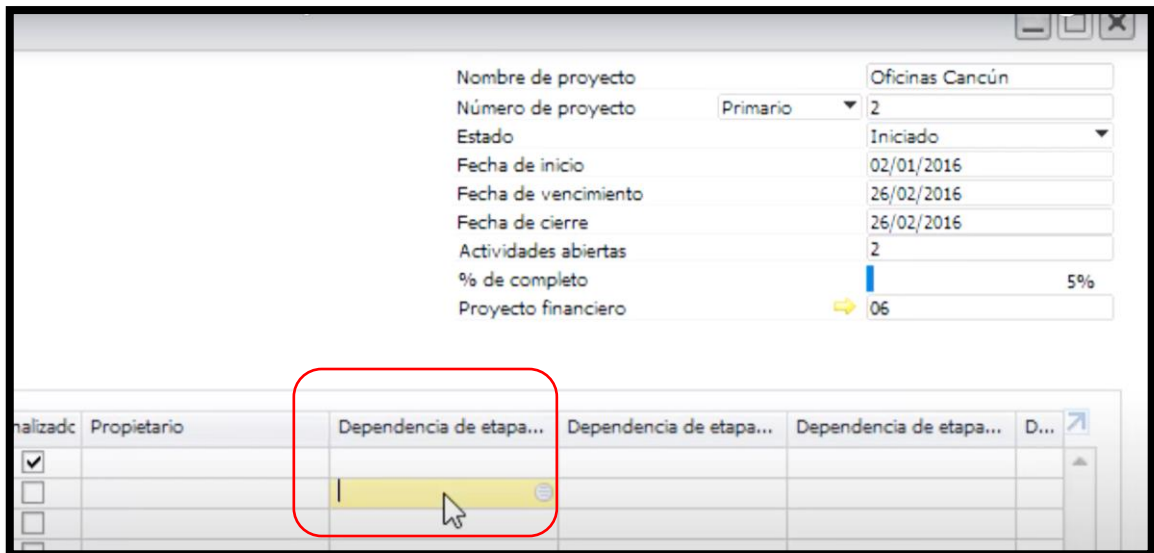 Nombre de proyecto Oficinas Cancún
Número de proyecto Primario 2
Estado Iniciado
Fecha de inicio 02/01/2016
Fecha de vencimiento 26/02/2016
Fecha de cierre 26/02/2016
Actividades abiertas 2
% de completo 5%
Proyecto financiero 06
nalizado Propietario Dependencia de etapa... Dependencia de etapa... Dependencia de etapa... D...